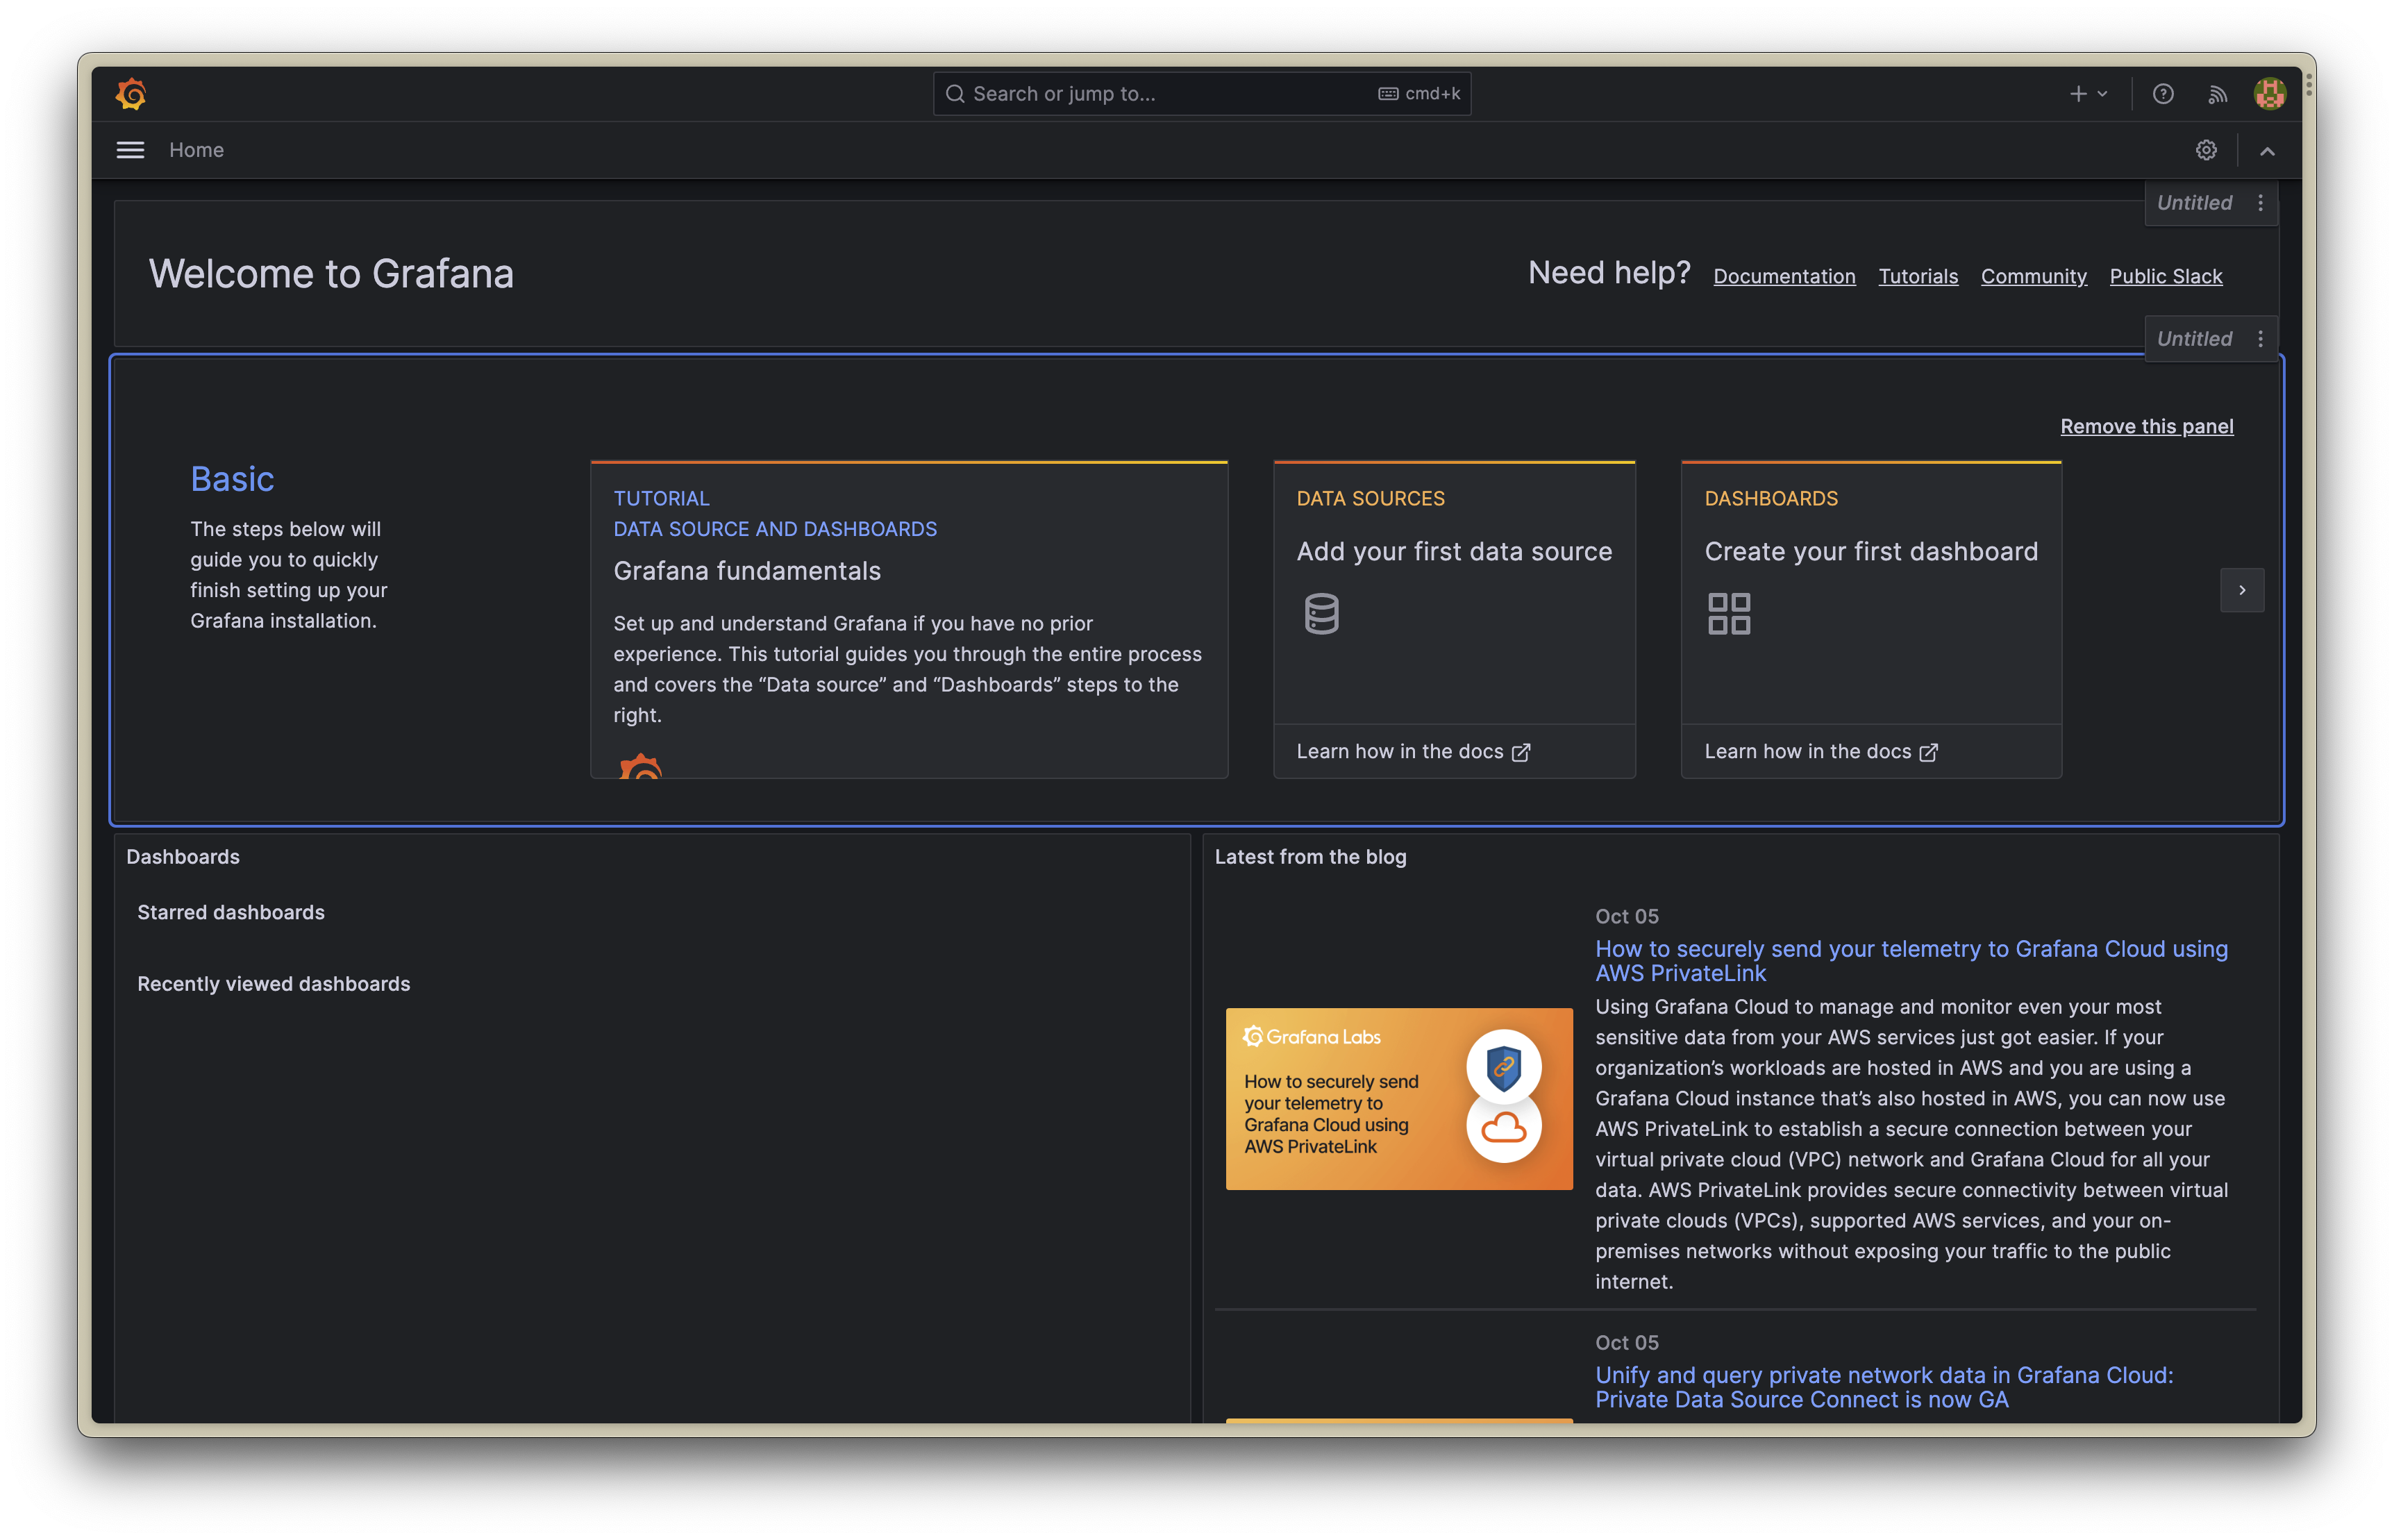 Search or jump to...
cmd+k
Home
Untitled
Welcome to Grafana
Need help?
Documentation
Tutorials
Community
Public Slack
Untitled
Remove this panel
Basic
The steps below will
guide you to quickly
finish setting up your
Grafana installation.
TUTORIAL
DATA SOURCE AND DASHBOARDS
Grafana fundamentals
Set up and understand Grafana if you have no prior
experience. This tutorial guides you through the entire process
and covers the “Data source” and “Dashboards” steps to the
right.
DATA SOURCES
Add your first data source
Learn how in the docs
DASHBOARDS
Create your first dashboard
Learn how in the docs
Dashboards
Starred dashboards
Recently viewed dashboards
Latest from the blog
Grafana Labs
How to securely send
your telemetry to
Grafana Cloud using
AWS PrivateLink
Oct 05
How to securely send your telemetry to Grafana Cloud using
AWS PrivateLink
Using Grafana Cloud to manage and monitor even your most
sensitive data from your AWS services just got easier. If your
organization’s workloads are hosted in AWS and you are using a
Grafana Cloud instance that’s also hosted in AWS, you can now use
AWS PrivateLink to establish a secure connection between your
virtual private cloud (VPC) network and Grafana Cloud for all your
data. AWS PrivateLink provides secure connectivity between virtual
private clouds (VPCs), supported AWS services, and your on-
premises networks without exposing your traffic to the public
internet.
Oct 05
Unify and query private network data in Grafana Cloud:
Private Data Source Connect is now GA